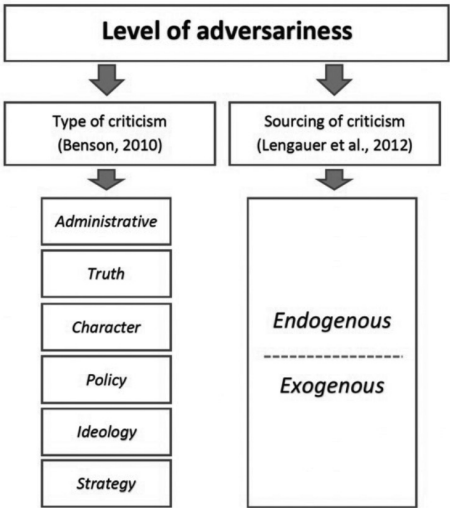 Level of adversariness
Type of criticism
(Benson, 2010)
Sourcing of criticism
(Lengauer et al., 2012)
Administrative
Truth
Character
Policy
Ideology
Strategy
Endogenous
Exogenous